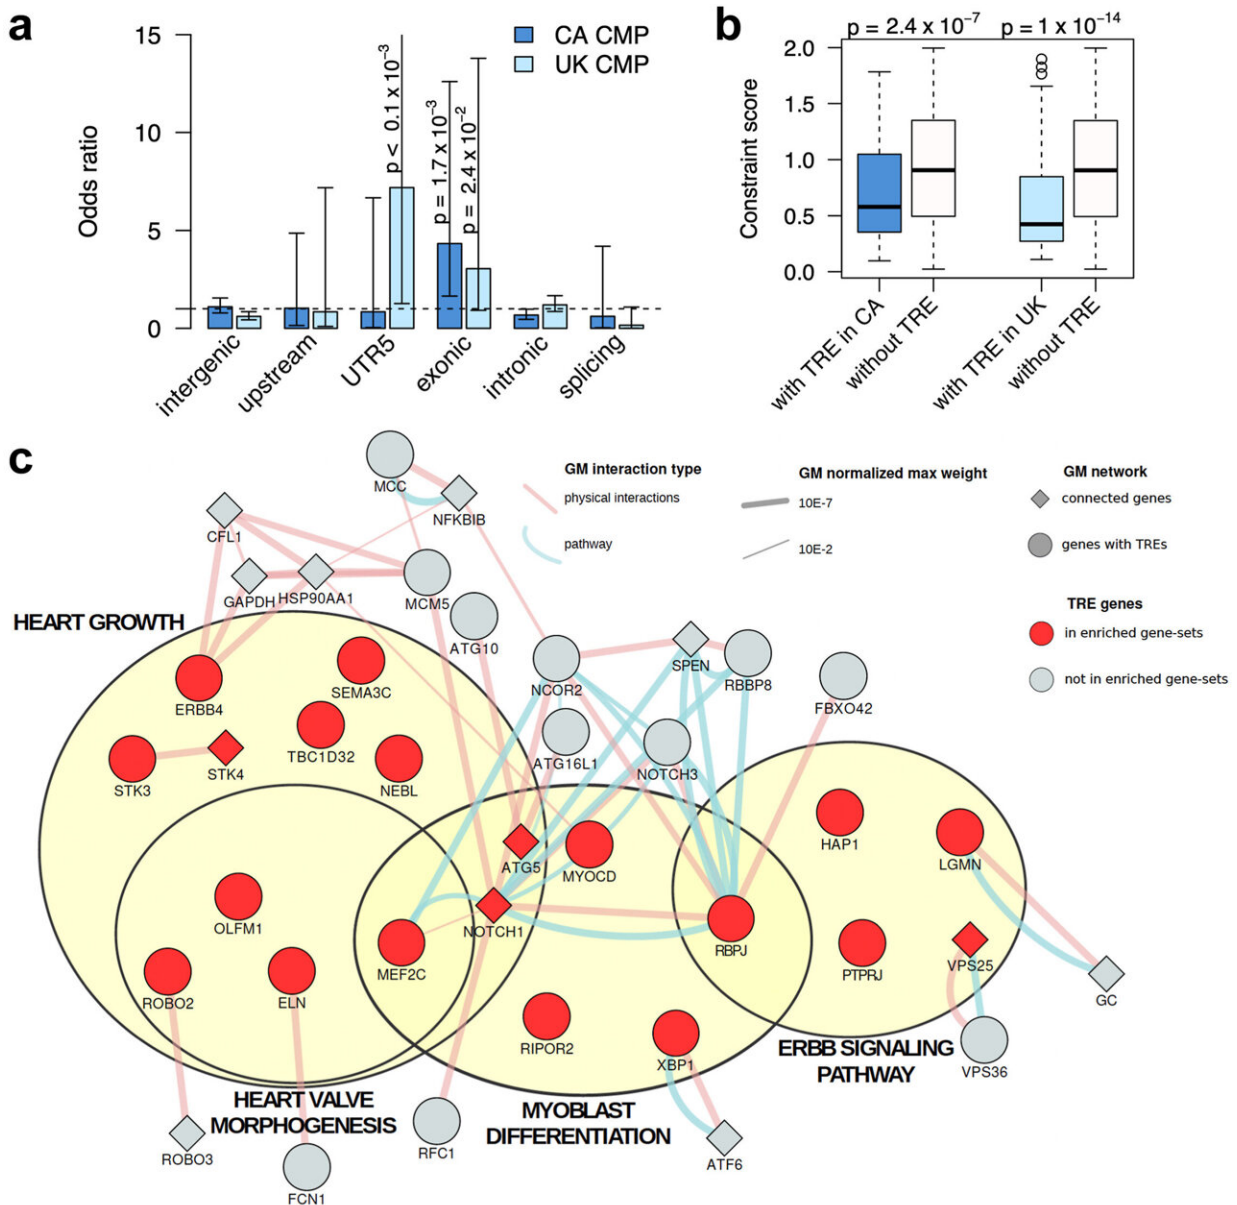 a
15
10
5
0
Odds ratio
CA CMP
UK CMP
p < 0.1 x 10⁻³
p = 1.7 x 10⁻³
p = 2.4 x 10⁻²
intergenic
upstream
UTR5
exonic
intronic
splicing
b
p = 2.4 x 10⁻⁷
p = 1 x 10⁻¹⁴
2.0
1.5
1.0
0.5
0.0
Constraint score
with TRE in CA
without TRE
with TRE in UK
without TRE
c
GM interaction type
physical interactions
pathway
GM normalized max weight
10E-7
10E-2
GM network
connected genes
genes with TREs
TRE genes
in enriched gene-sets
not in enriched gene-sets
MCC
NFKBIB
CFL1
GAPDH
HSP90AA1
MCM5
ATG10
HEART GROWTH
ERBB4
SEMA3C
TBC1D32
STK3
STK4
NEBL
NCOR2
SPEN
RBBP8
FBXO42
ATG16L1
NOTCH3
ATG5
MYOCD
HAP1
LGMN
OLFM1
NOTCH1
MEF2C
RBPJ
PTPRJ
VPS25
GC
ROBO2
ELN
RIPOR2
XBP1
ERBB SIGNALING
PATHWAY
VPS36
HEART VALVE
MORPHOGENESIS
MYOBLAST
DIFFERENTIATION
ROBO3
FCN1
RFC1
ATF6